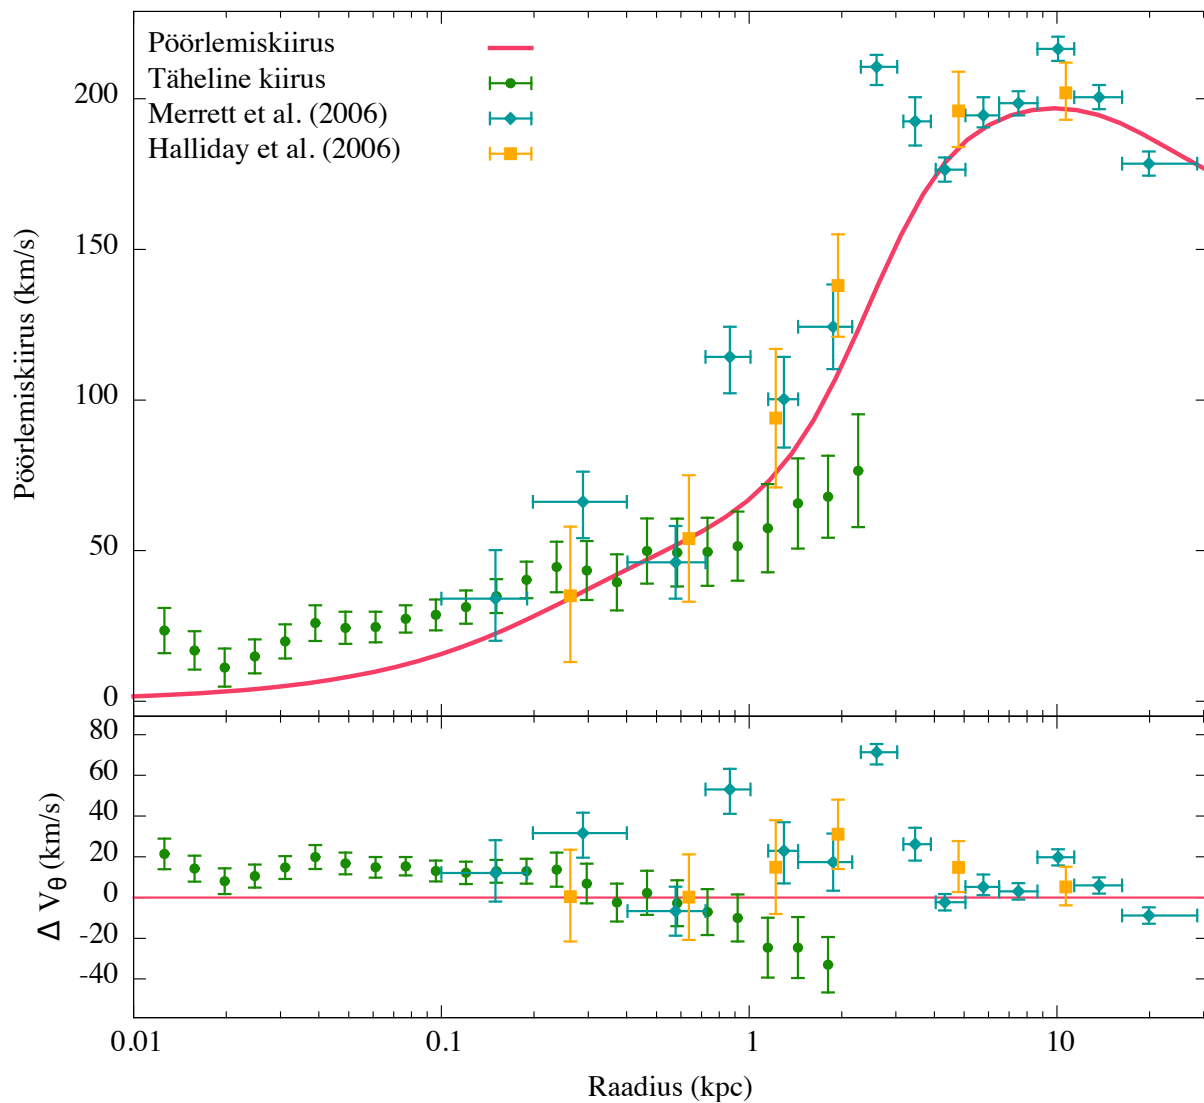 Pöörlemiskiirus
Täheline kiirus
Merrett et al. (2006)
Halliday et al. (2006)
Pöörlemiskiirus (km/s)
200
150
100
50
0
Δ Vθ (km/s)
80
60
40
20
0
-20
-40
0.01 0.1 1 10
Raadius (kpc)